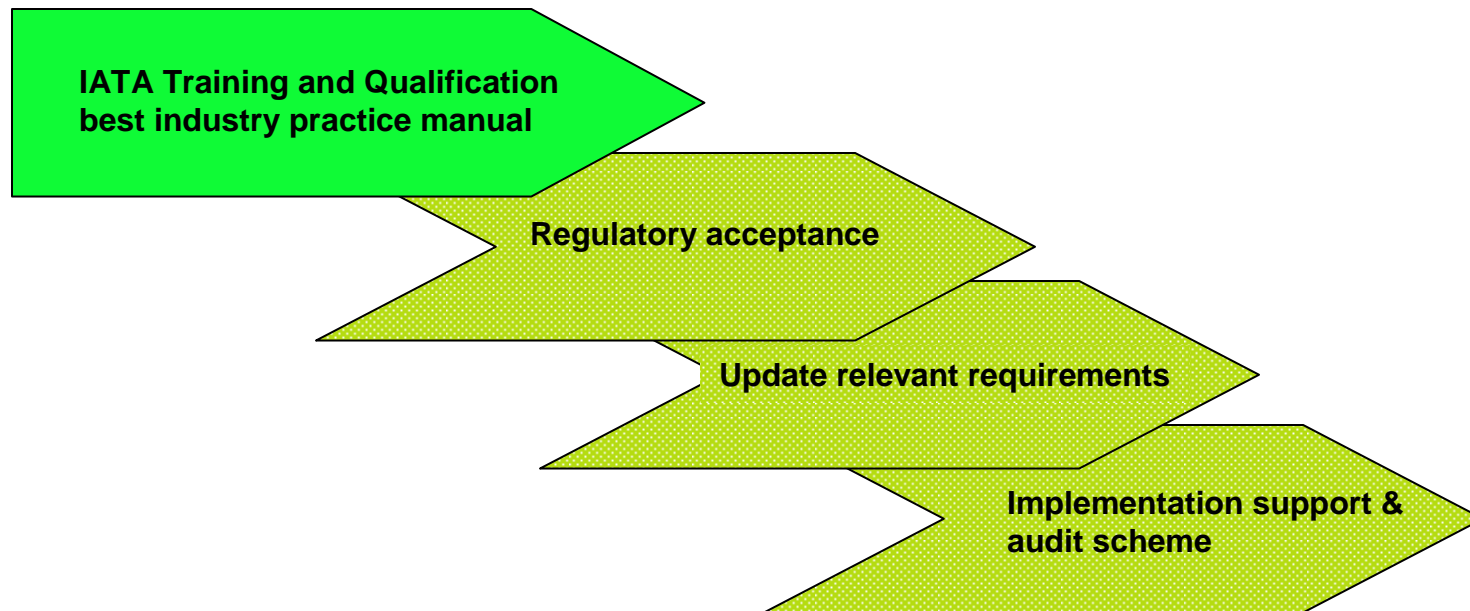 IATA Training and Qualification
best industry practice manual
Regulatory acceptance
Update relevant requirements
Implementation support &
audit scheme